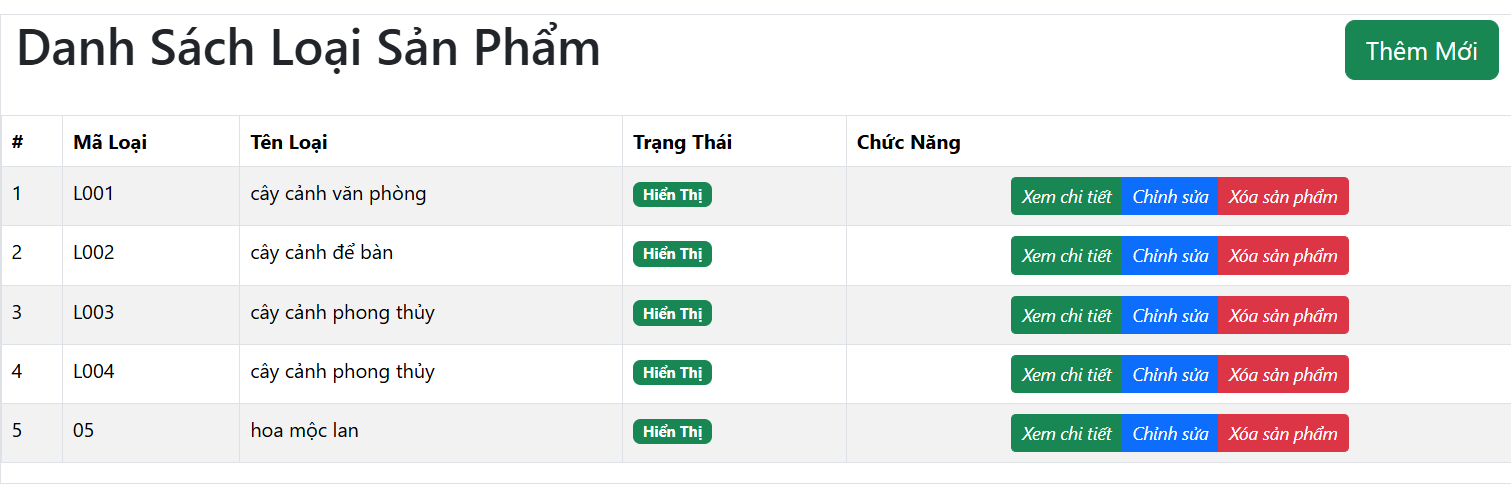 Danh Sách Loại Sản Phẩm Thêm Mới
# Mã Loại Tên Loại Trạng Thái Chức Năng
1 L001 cây cảnh văn phòng Hiển Thị Xem chi tiết Chỉnh sửa Xóa sản phẩm
2 L002 cây cảnh để bàn Hiển Thị Xem chi tiết Chỉnh sửa Xóa sản phẩm
3 L003 cây cảnh phong thủy Hiển Thị Xem chi tiết Chỉnh sửa Xóa sản phẩm
4 L004 cây cảnh phong thủy Hiển Thị Xem chi tiết Chỉnh sửa Xóa sản phẩm
5 05 hoa mộc lan Hiển Thị Xem chi tiết Chỉnh sửa Xóa sản phẩm